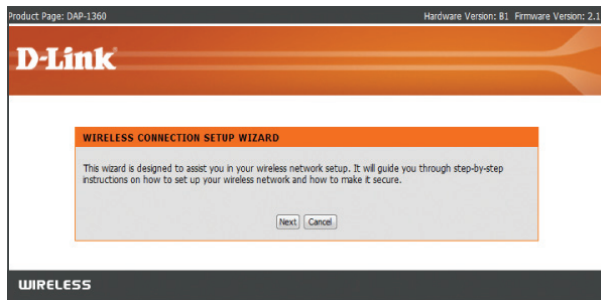 Product Page: DAP-1360 Hardware Version: B1 Firmware Version: 2.1
D-Link
WIRELESS CONNECTION SETUP WIZARD
This wizard is designed to assist you in your wireless network setup. It will guide you through step-by-step
instructions on how to set up your wireless network and how to make it secure.
Next Cancel
WIRELESS